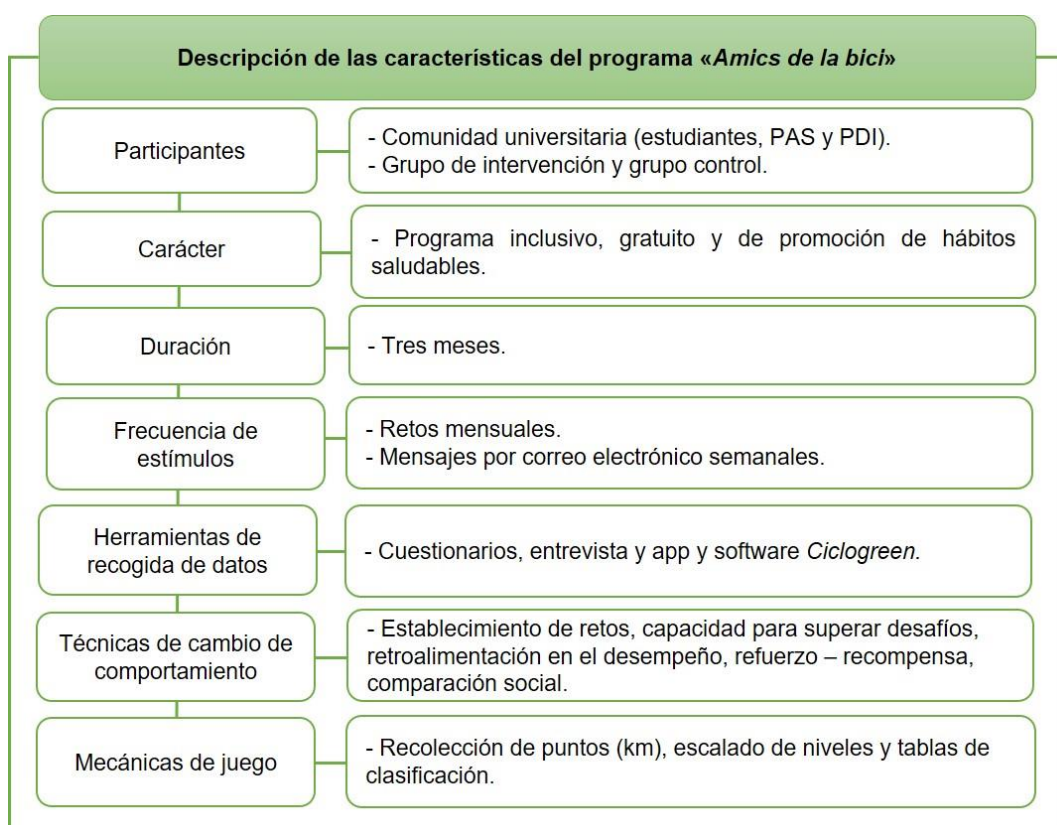 Descripción de las características del programa «Amics de la bici»
Participantes
- Comunidad universitaria (estudiantes, PAS y PDI).
- Grupo de intervención y grupo control.
Carácter
- Programa inclusivo, gratuito y de promoción de hábitos
saludables.
Duración
- Tres meses.
Frecuencia de
estímulos
- Retos mensuales.
- Mensajes por correo electrónico semanales.
Herramientas de
recogida de datos
- Cuestionarios, entrevista y app y software Ciclogreen.
Técnicas de cambio de
comportamiento
- Establecimiento de retos, capacidad para superar desafíos,
retroalimentación en el desempeño, refuerzo – recompensa,
comparación social.
Mecánicas de juego
- Recolección de puntos (km), escalado de niveles y tablas de
clasificación.